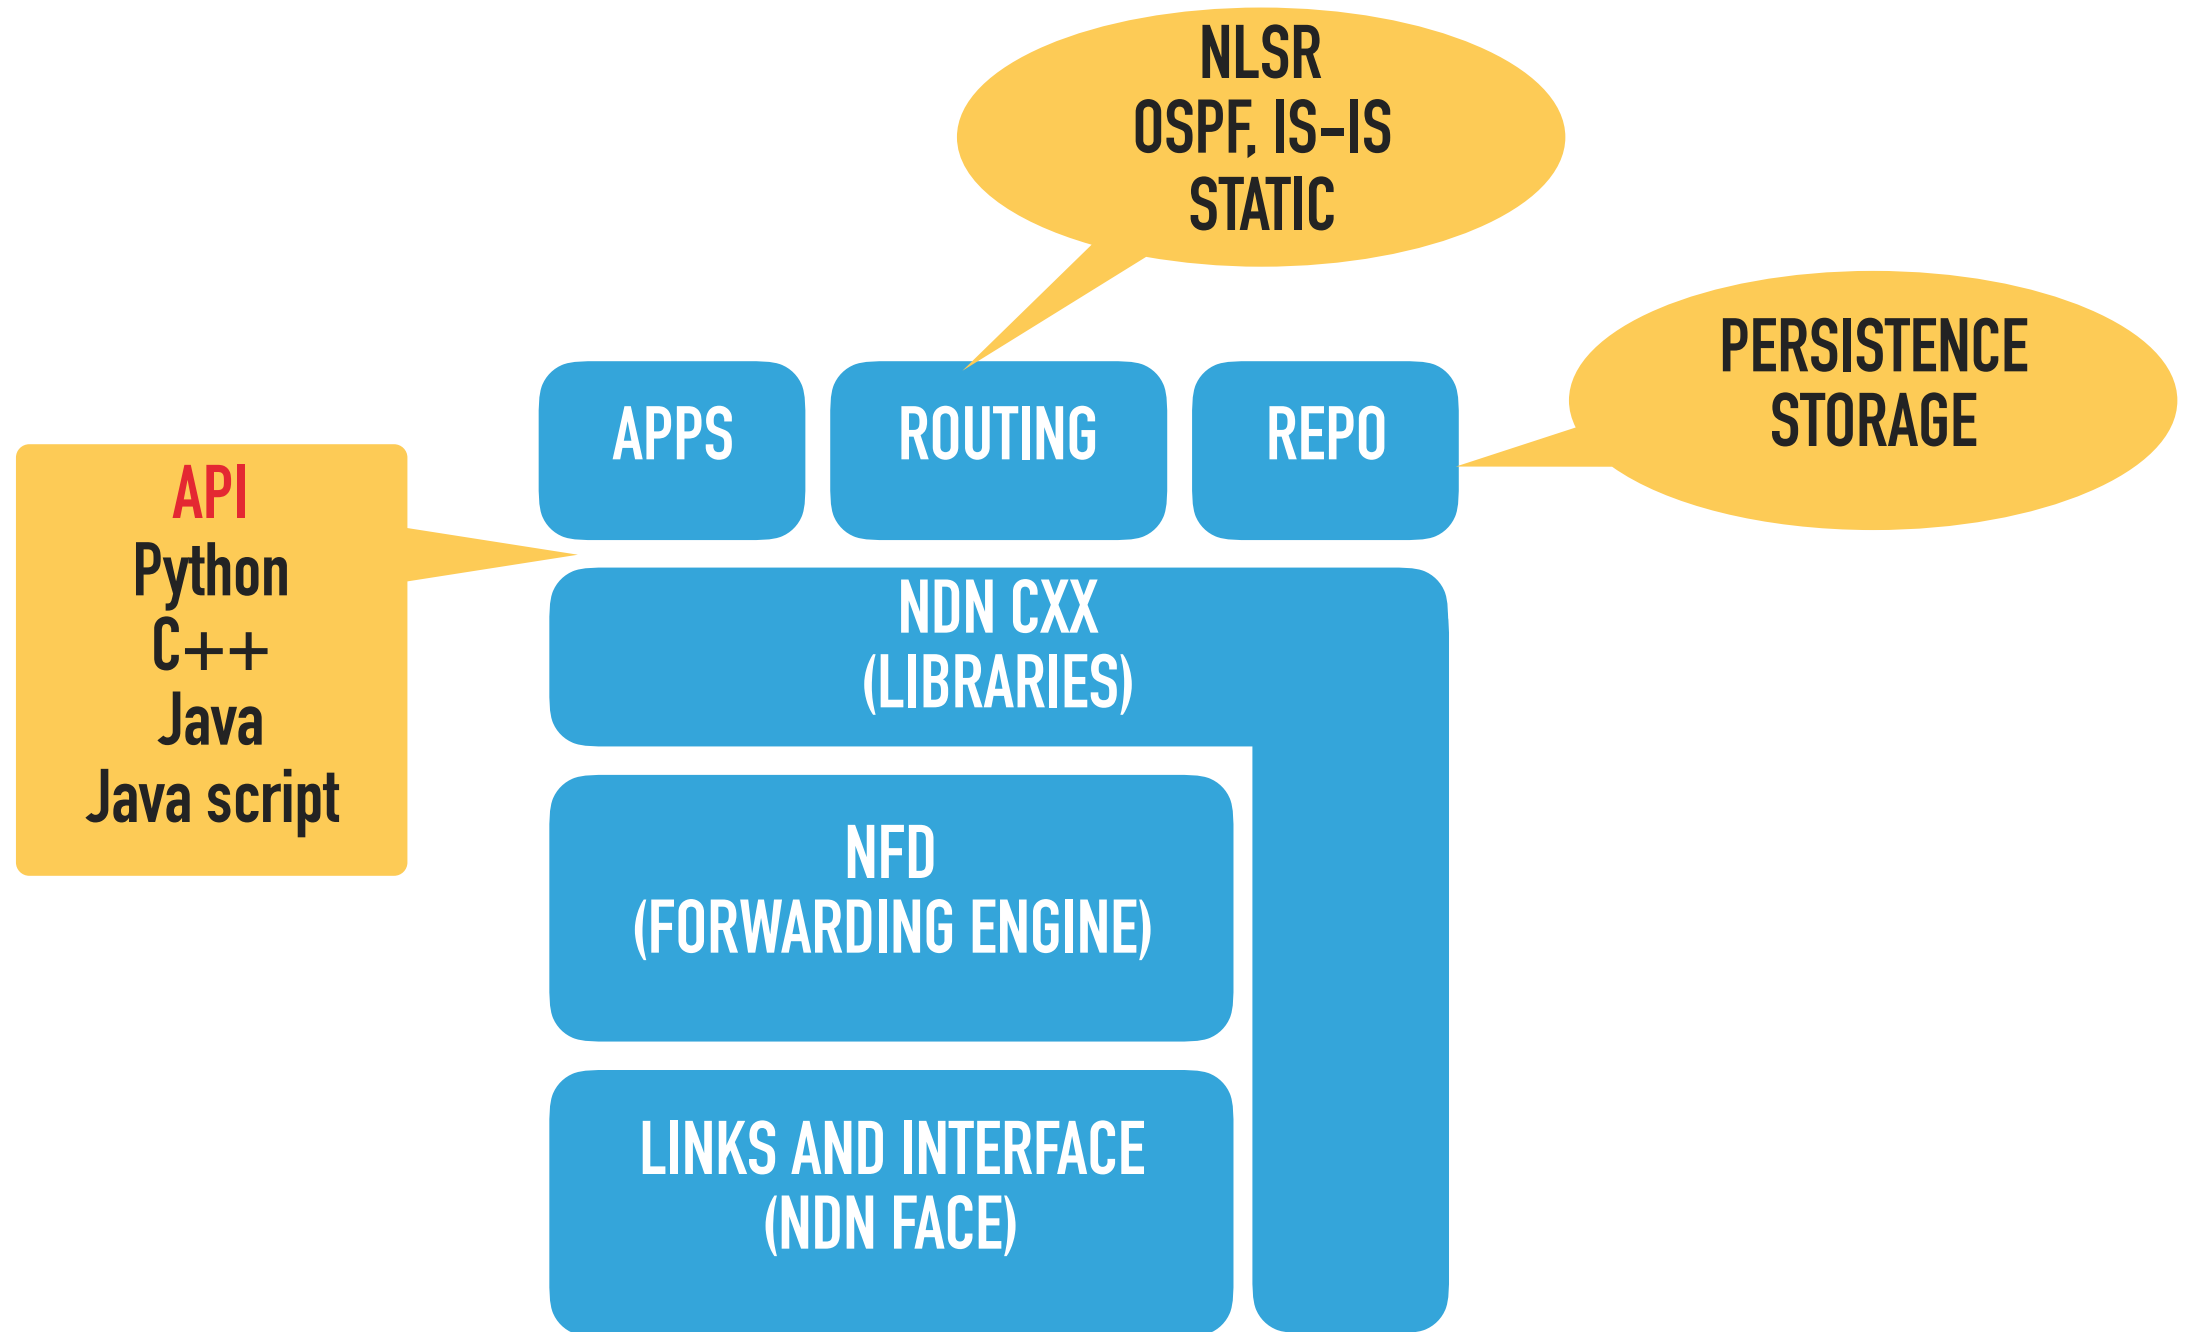 NLSR
OSPF, IS-IS
STATIC
PERSISTENCE
STORAGE
APPS
ROUTING
REPO
API
Python
C++
Java
Java script
NDN CXX
(LIBRARIES)
NFD
(FORWARDING ENGINE)
LINKS AND INTERFACE
(NDN FACE)